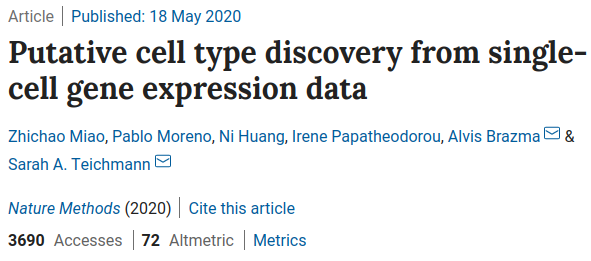 Article | Published: 18 May 2020
Putative cell type discovery from single-
cell gene expression data
Zhichao Miao, Pablo Moreno, Ni Huang, Irene Papatheodorou, Alvis Brazma &
Sarah A. Teichmann
Nature Methods (2020) | Cite this article
3690 Accesses | 72 Altmetric | Metrics